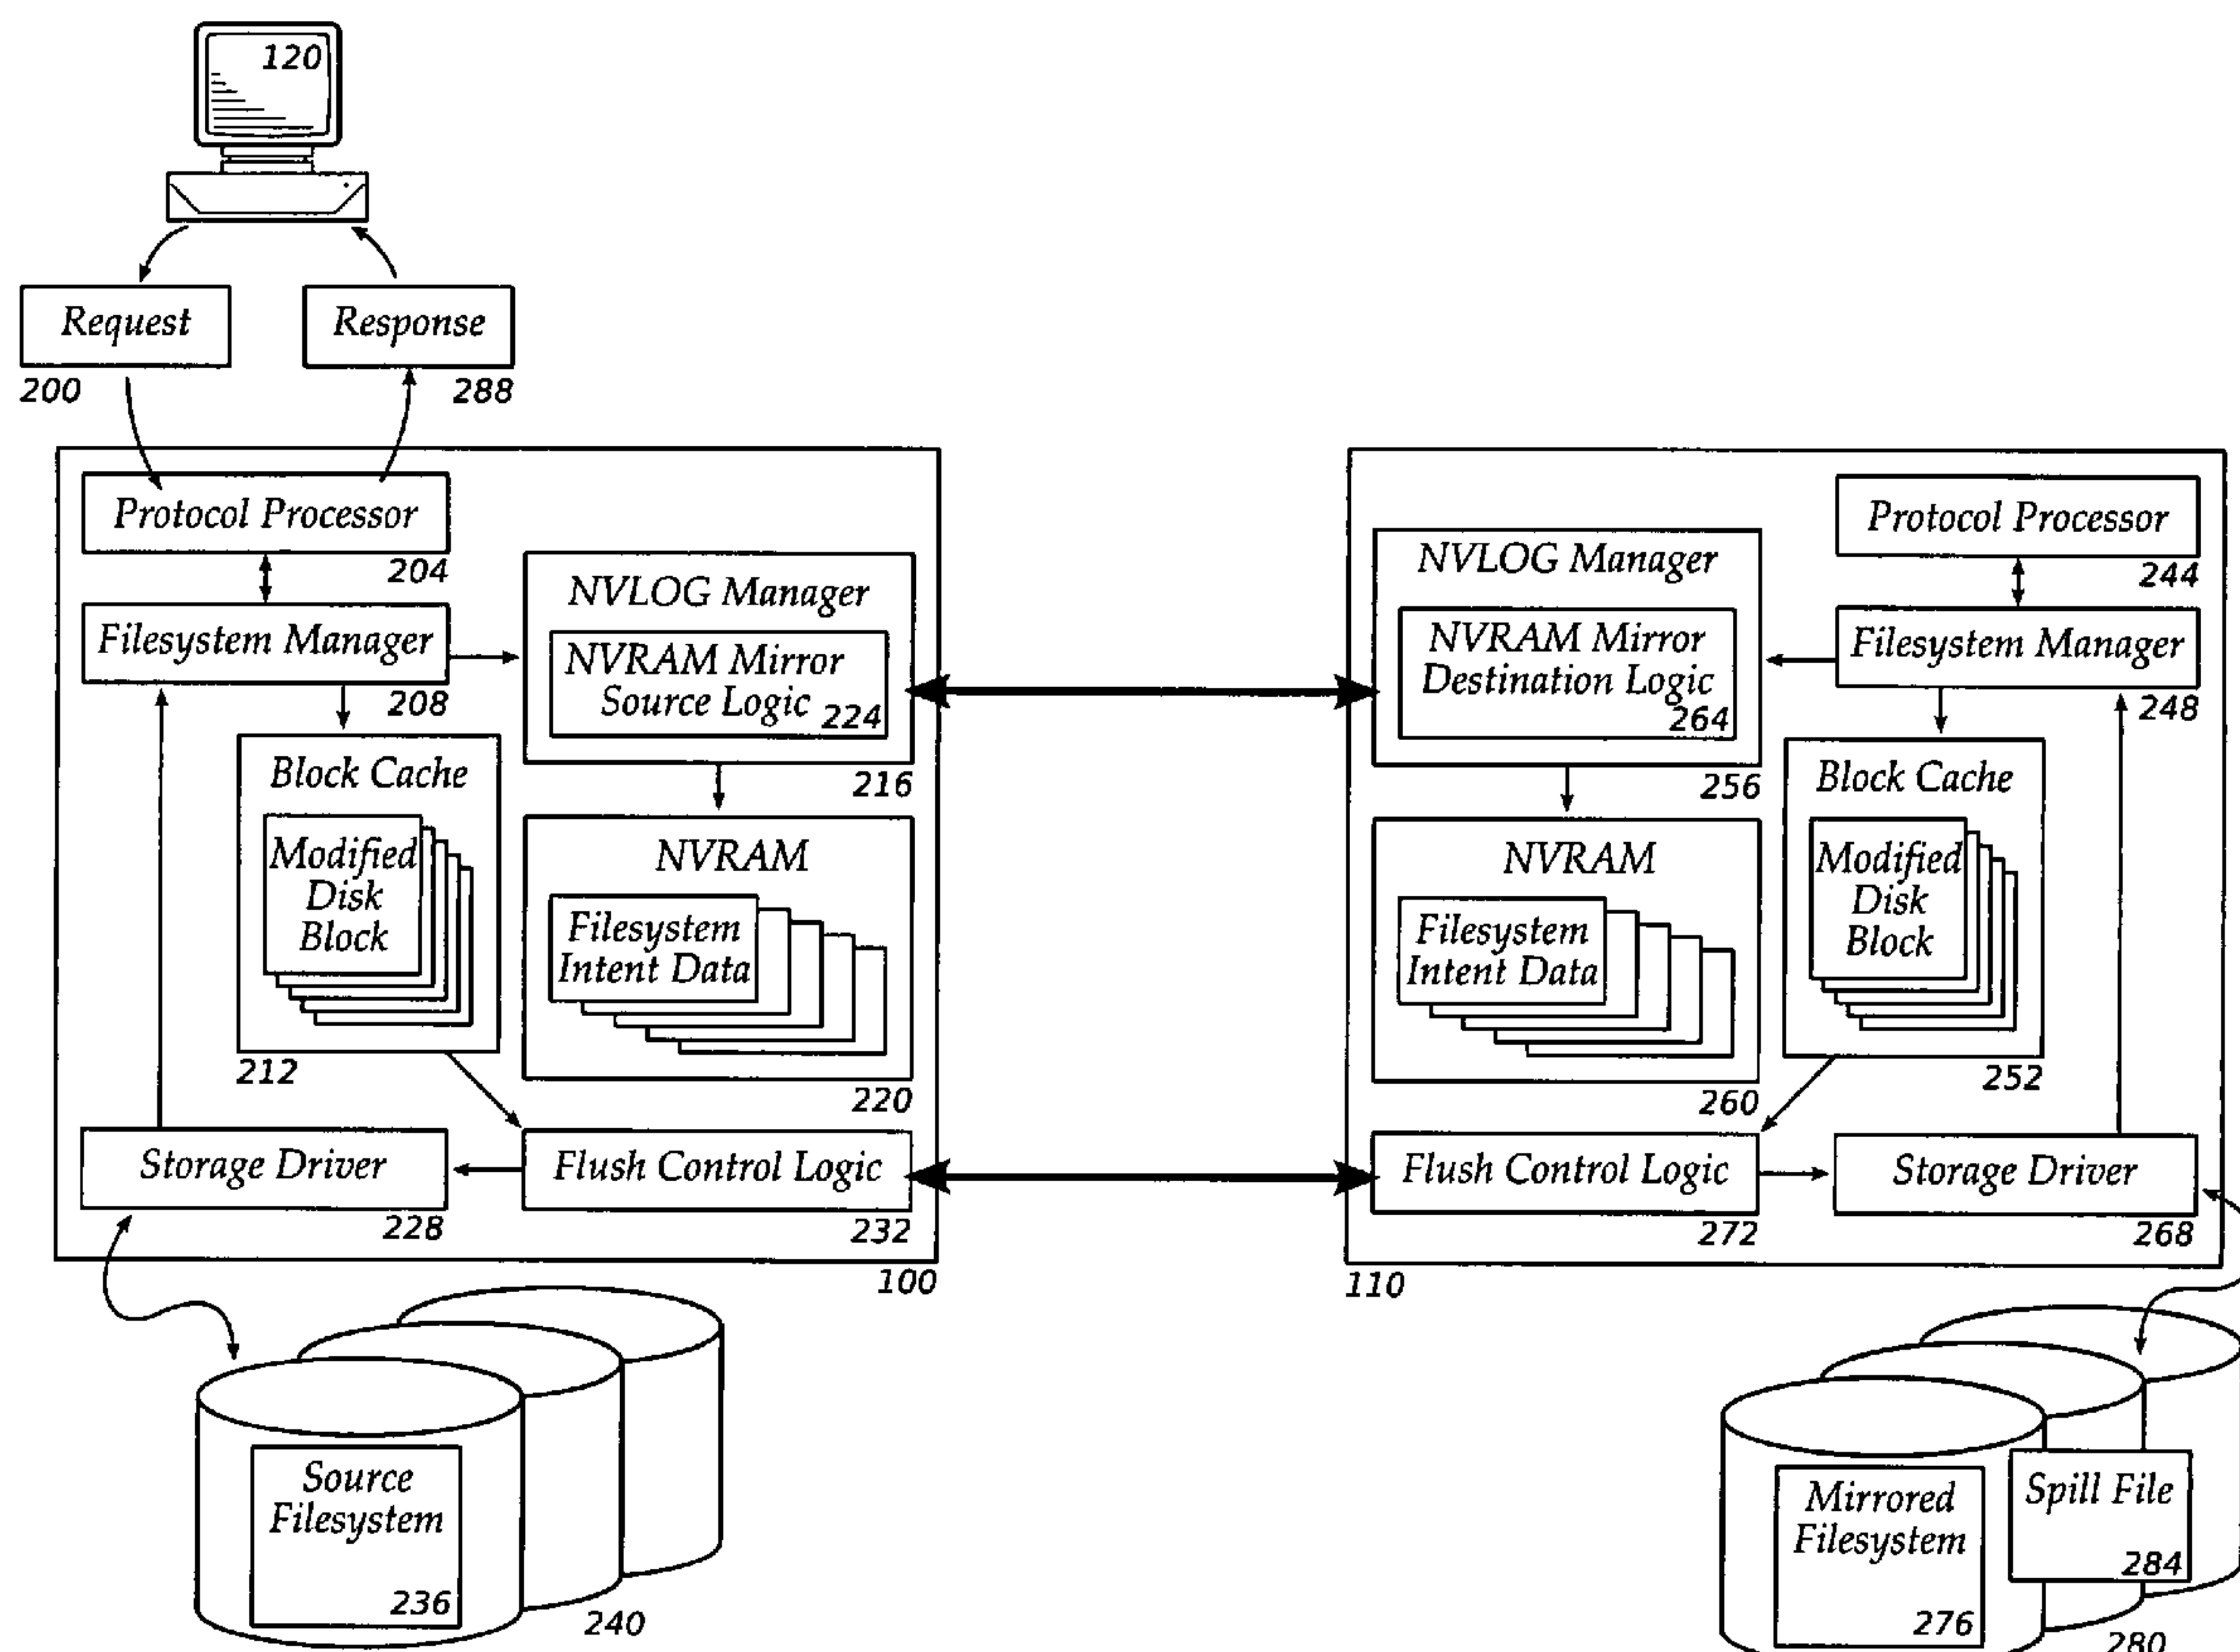 120
Request
200
Response
288
Protocol Processor
204
Filesystem Manager
208
NVLOG Manager
NVRAM Mirror
Source Logic
224
216
Block Cache
Modified
Disk
Block
212
NVRAM
Filesystem
Intent Data
220
Storage Driver
228
Flush Control Logic
232
100
Source
Filesystem
236
240
NVLOG Manager
NVRAM Mirror
Destination Logic
264
256
Protocol Processor
244
Filesystem Manager
248
NVRAM
Filesystem
Intent Data
260
Block Cache
Modified
Disk
Block
252
Flush Control Logic
272
Storage Driver
268
110
Mirrored
Filesystem
276
Spill File
284
280